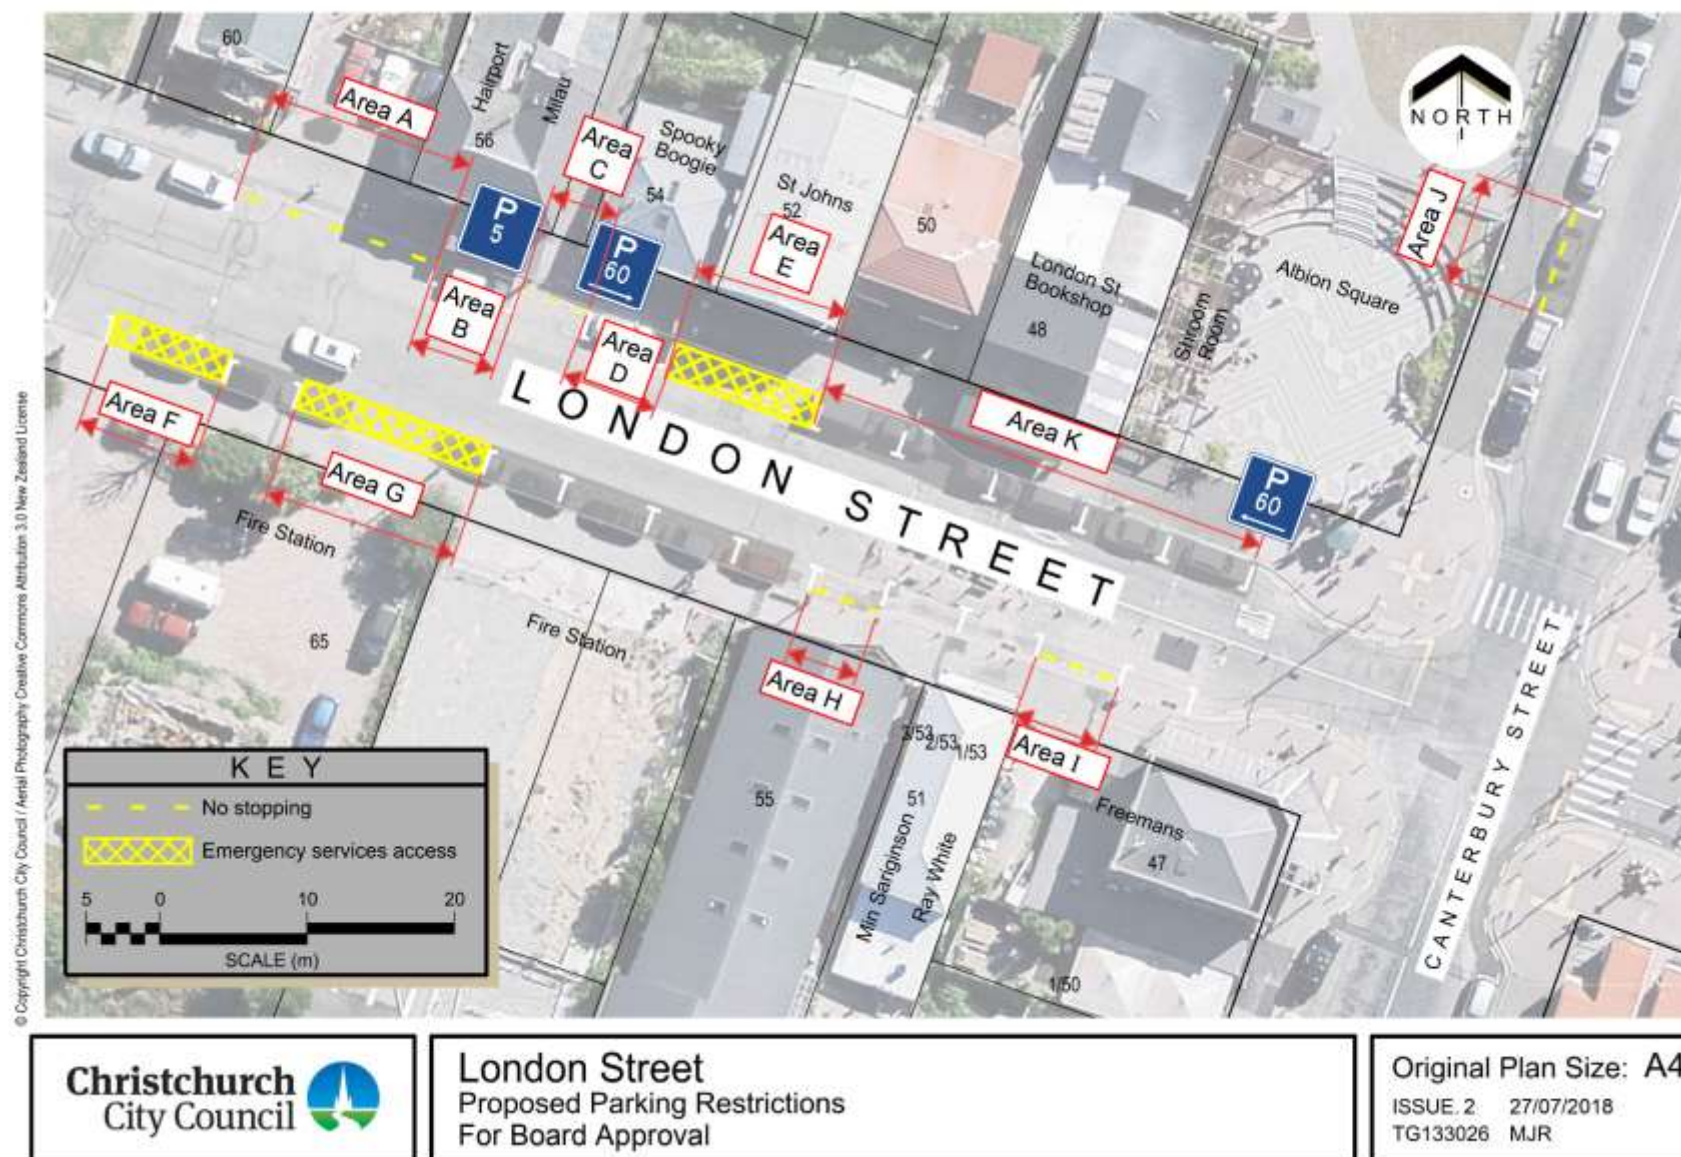 60
Area A
Hairport
Milau
56
Area
C
Spooky
Boogie
54
St Johns
52
Area
E
50
London St
Bookshop
48
Shroom
Room
Albion Square
Area J
NORTH
P
5
P
60
Area
B
Area
D
Area F
Area G
Area K
P
60
LONDON STREET
Fire Station
65
Fire Station
Area H
Area I
55
3/53
2/53
1/53
51
Min Sariginson
Ray White
Freemans
47
1/50
CANTERBURY STREET
KEY
No stopping
Emergency services access
5 0 10 20
SCALE (m)
© Copyright Christchurch City Council / Aerial Photography Creative Commons Attribution 3.0 New Zealand License
Christchurch
City Council
London Street
Proposed Parking Restrictions
For Board Approval
Original Plan Size: A4
ISSUE. 2 27/07/2018
TG133026 MJR